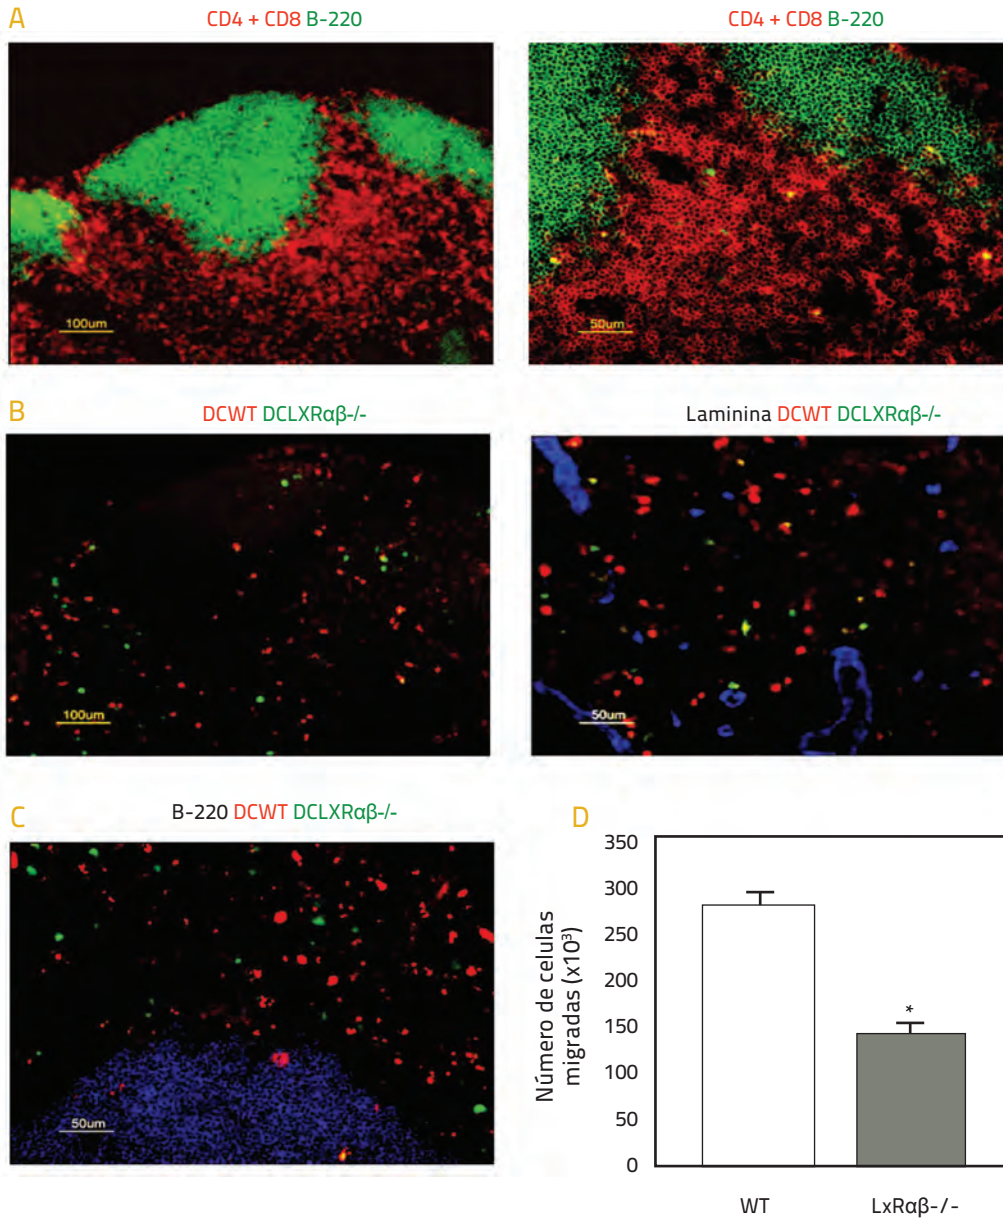 A
CD4 + CD8 B-220
CD4 + CD8 B-220
100um
50um
B
DCWT DCLXRαβ-/-
Laminina DCWT DCLXRαβ-/-
100um
50um
C
B-220 DCWT DCLXRαβ-/-
50um
D
Número de celulas
migradas (x10³)
350
300
250
200
150
100
50
0
*
WT
LxRαβ-/-